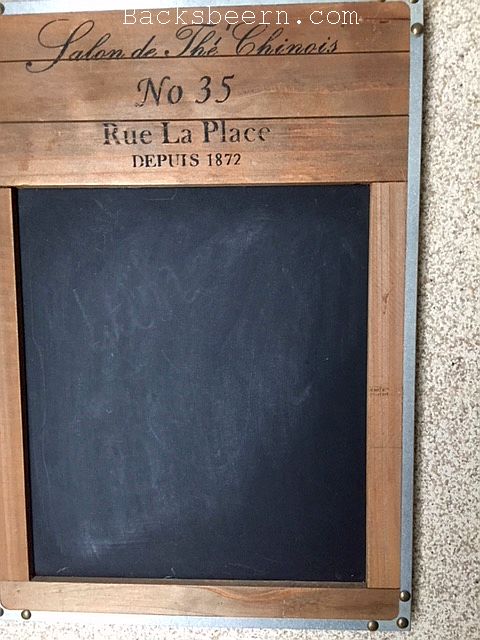 Backsbeern.com
Salon de Thé Chinois
No 35
Rue La Place
DEPUIS 1872